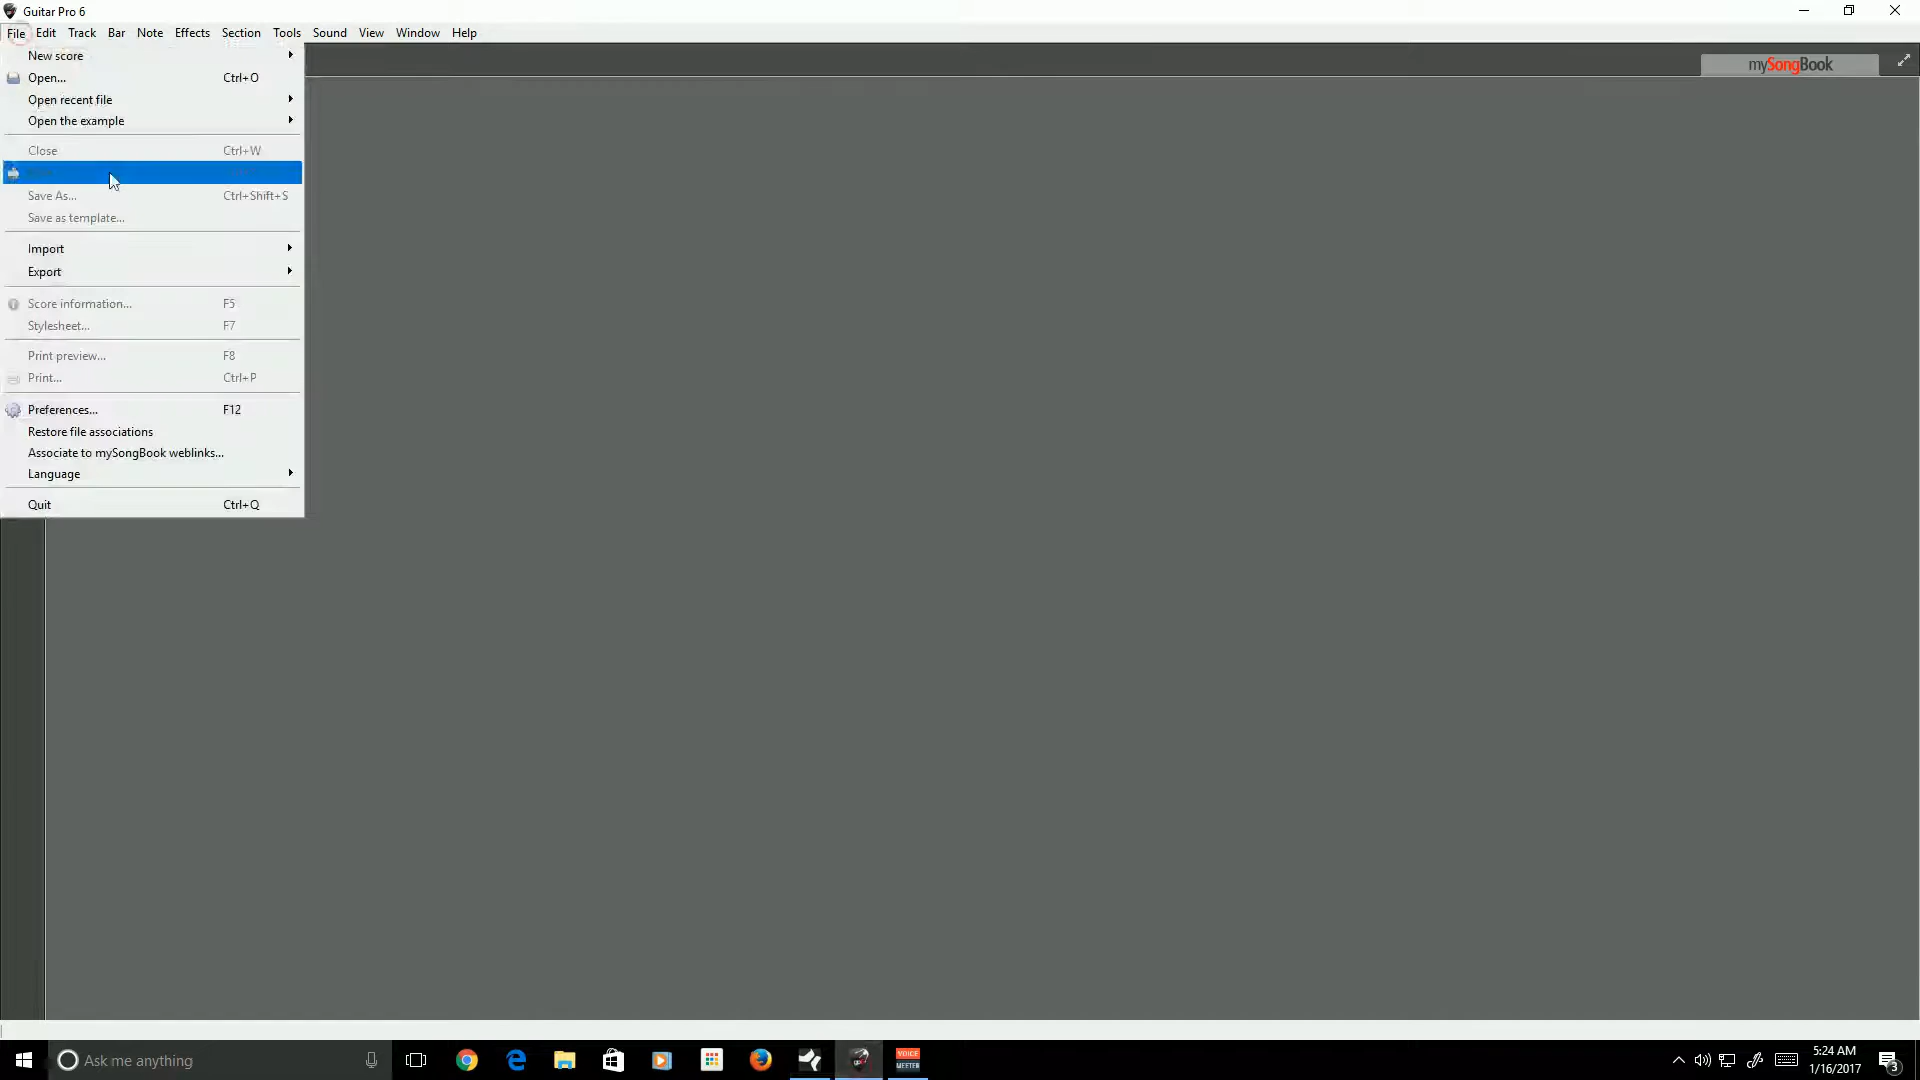 Guitar Pro 6
File Edit Track Bar Note Effects Section Tools Sound View Window Help
mySongBook
New score
Open... Ctrl+O
Open recent file
Open the example
Close Ctrl+W
Save As... Ctrl+Shift+S
Save as template...
Import
Export
Score information... F5
Stylesheet... F7
Print preview... F8
Print... Ctrl+P
Preferences... F12
Restore file associations
Associate to mySongBook weblinks...
Language
Quit Ctrl+Q
Ask me anything
VOICE
MEETER
5:24 AM
1/16/2017
3